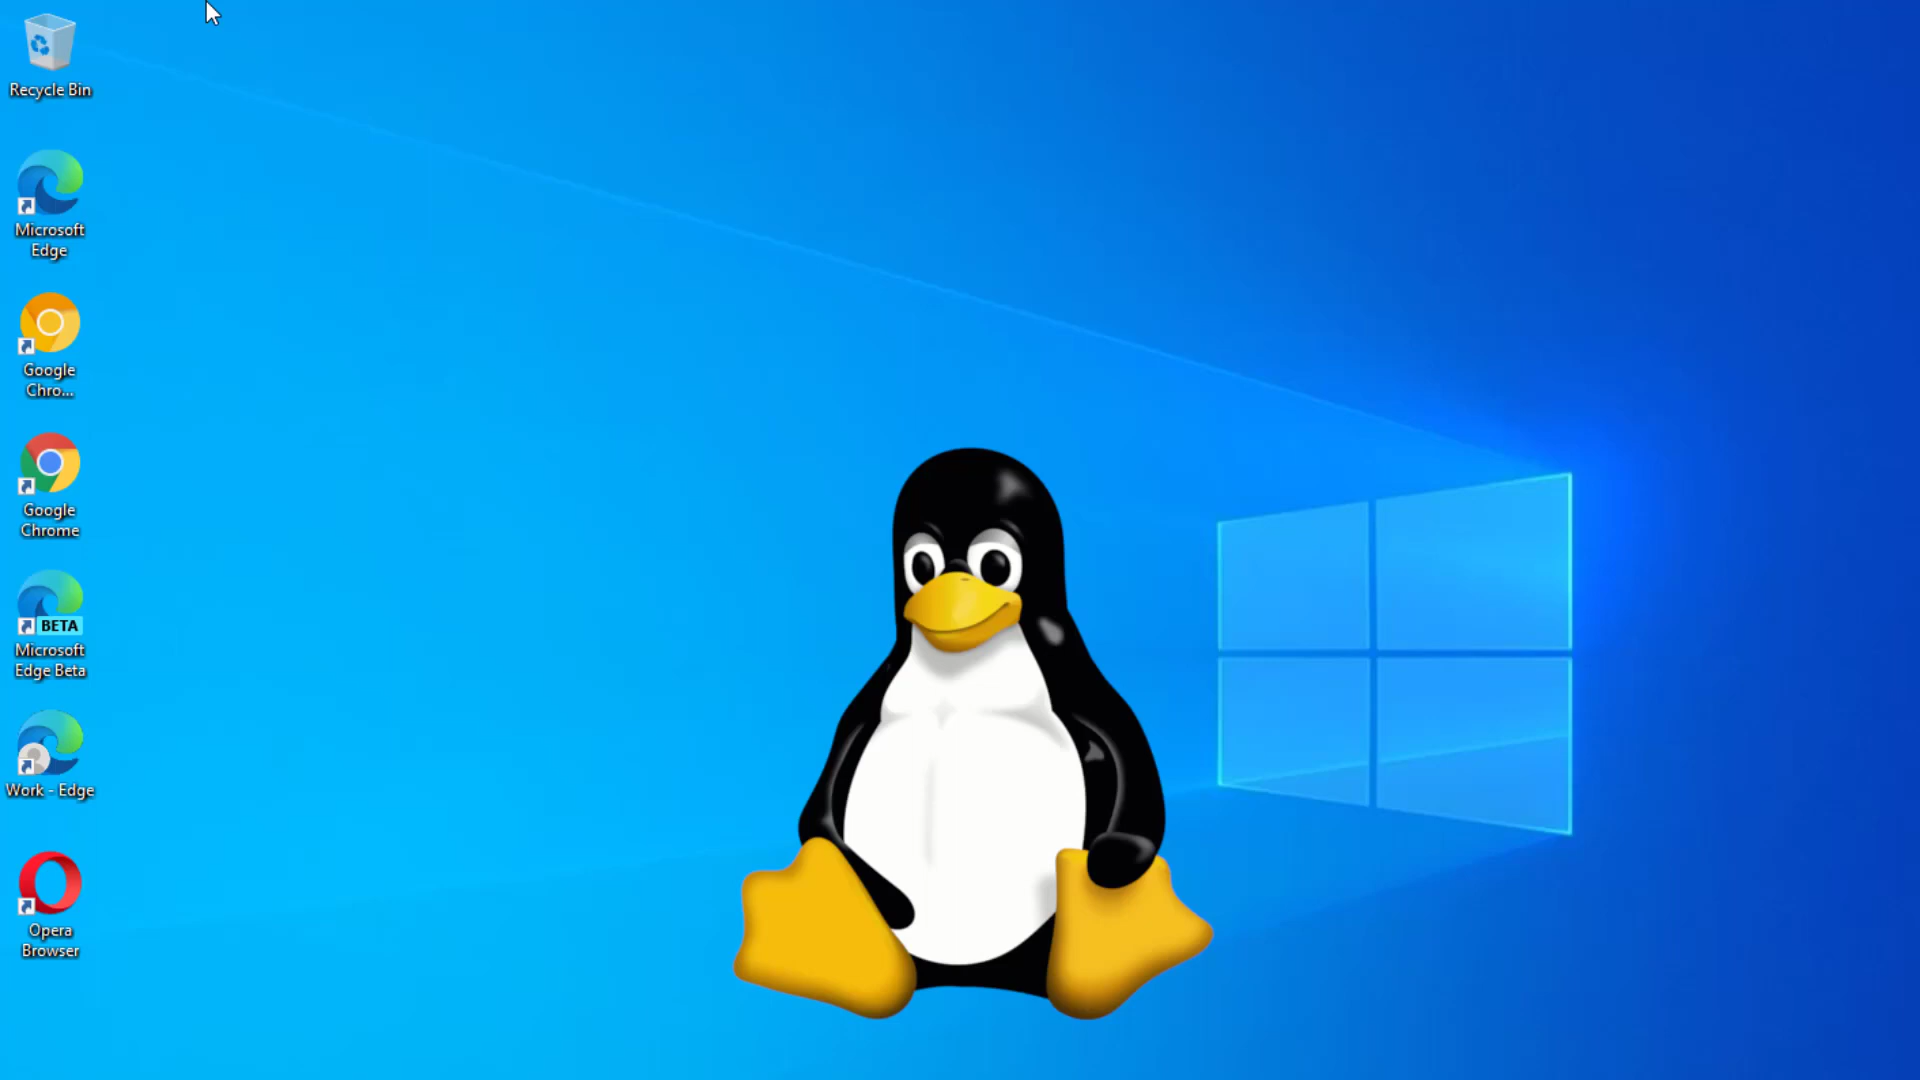 Recycle Bin
Microsoft
Edge
Google
Chro...
Google
Chrome
BETA
Microsoft
Edge Beta
Work - Edge
Opera
Browser